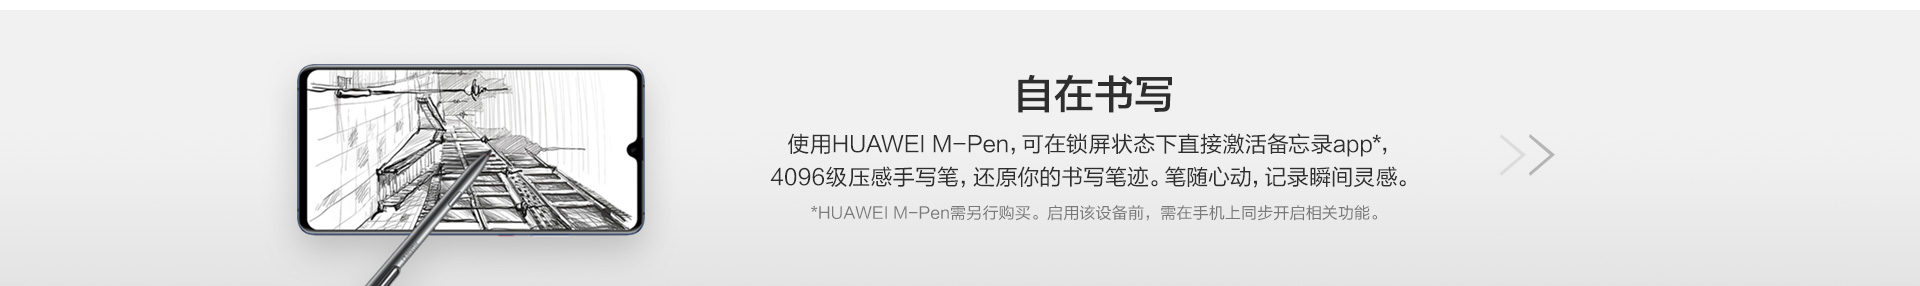 自在书写
使用HUAWEI M-Pen，可在锁屏状态下直接激活备忘录app*，
4096级压感手写笔，还原你的书写笔迹。笔随心动，记录瞬间灵感。
*HUAWEI M-Pen需另行购买。启用该设备前，需在手机上同步开启相关功能。